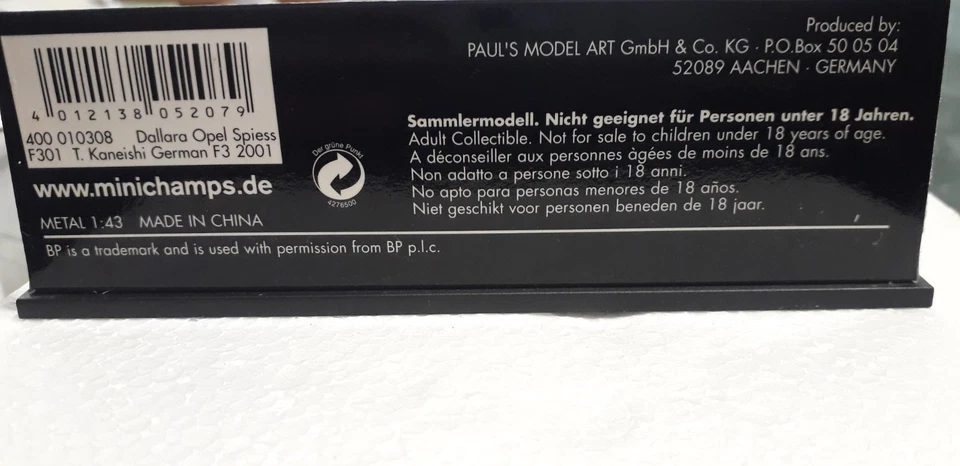 4 012138 052079
400 010308 Dallara Opel Spiess
F301 T. Kaneishi German F3 2001
www.minichamps.de
METAL 1:43 MADE IN CHINA
Der grüne Punkt
4276500
Produced by:
PAUL'S MODEL ART GmbH & Co. KG · P.O.Box 50 05 04
52089 AACHEN · GERMANY
Sammlermodell. Nicht geeignet für Personen unter 18 Jahren.
Adult Collectible. Not for sale to children under 18 years of age.
A déconseiller aux personnes àgées de moins de 18 ans.
Non adatto a persone sotto i 18 anni.
No apto para personas menores de 18 años.
Niet geschikt voor personen beneden de 18 jaar.
BP is a trademark and is used with permission from BP p.l.c.